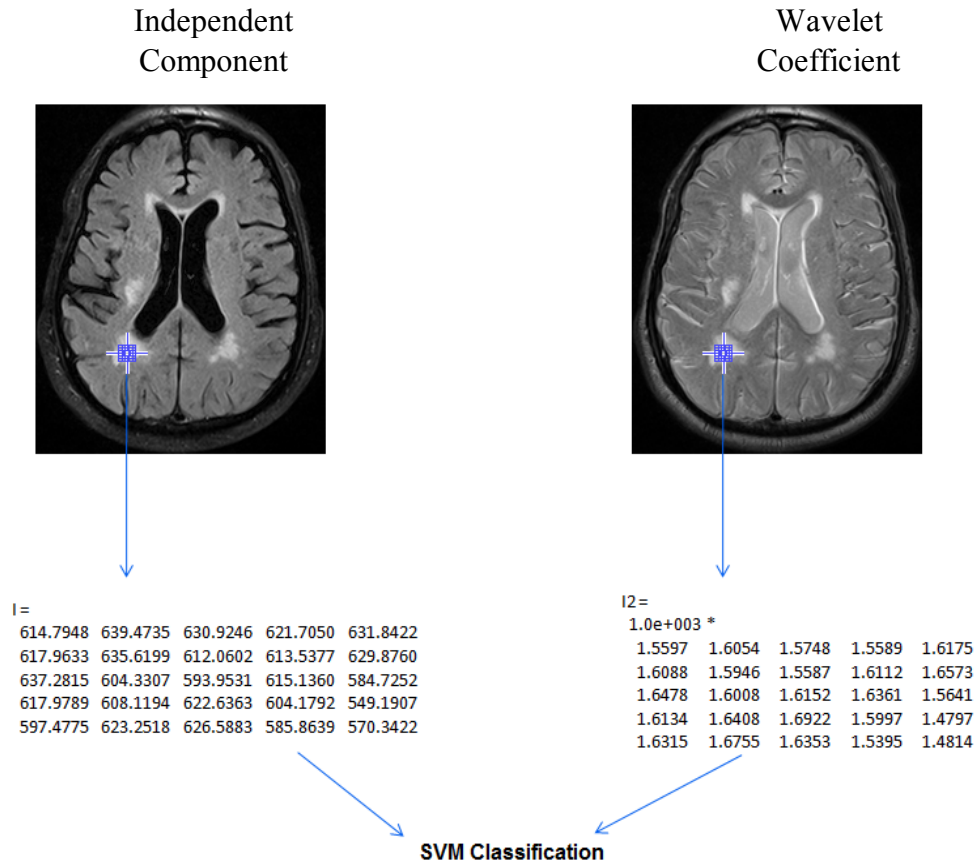 Independent
Component
Wavelet
Coefficient
I =
614.7948 639.4735 630.9246 621.7050 631.8422
617.9633 635.6199 612.0602 613.5377 629.8760
637.2815 604.3307 593.9531 615.1360 584.7252
617.9789 608.1194 622.6363 604.1792 549.1907
597.4775 623.2518 626.5883 585.8639 570.3422
I2=
1.0e+003 *
1.5597 1.6054 1.5748 1.5589 1.6175
1.6088 1.5946 1.5587 1.6112 1.6573
1.6478 1.6008 1.6152 1.6361 1.5641
1.6134 1.6408 1.6922 1.5997 1.4797
1.6315 1.6755 1.6353 1.5395 1.4814
SVM Classification